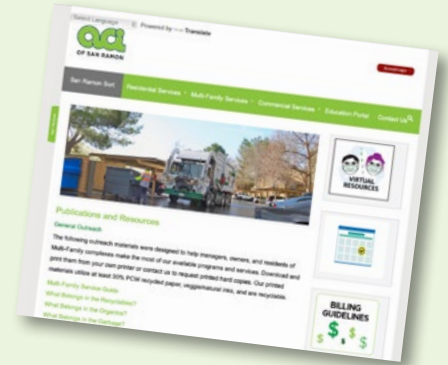 Select Language
Powered by Translate
aci
OF SAN RAMON
San Ramon Sort
Residential Services
Multi-Family Services
Commercial Services
Education Portal
Contact Us
VIRTUAL
RESOURCES
Publications and Resources
General Outreach
The following outreach materials were designed to help managers, owners, and residents of
Multi-Family complexes make the most of our available programs and services. Download and
print them from your own printer or contact us to request printed hard copies. Our printed
materials utilize at least 30% PCW recycled paper, veggie/natural inks, and are recyclable.
Multi-Family Service Guide
What Belongs in the Recyclables?
What Belongs in the Organics?
What Belongs in the Garbage?
BILLING
GUIDELINES
$ $ $ $